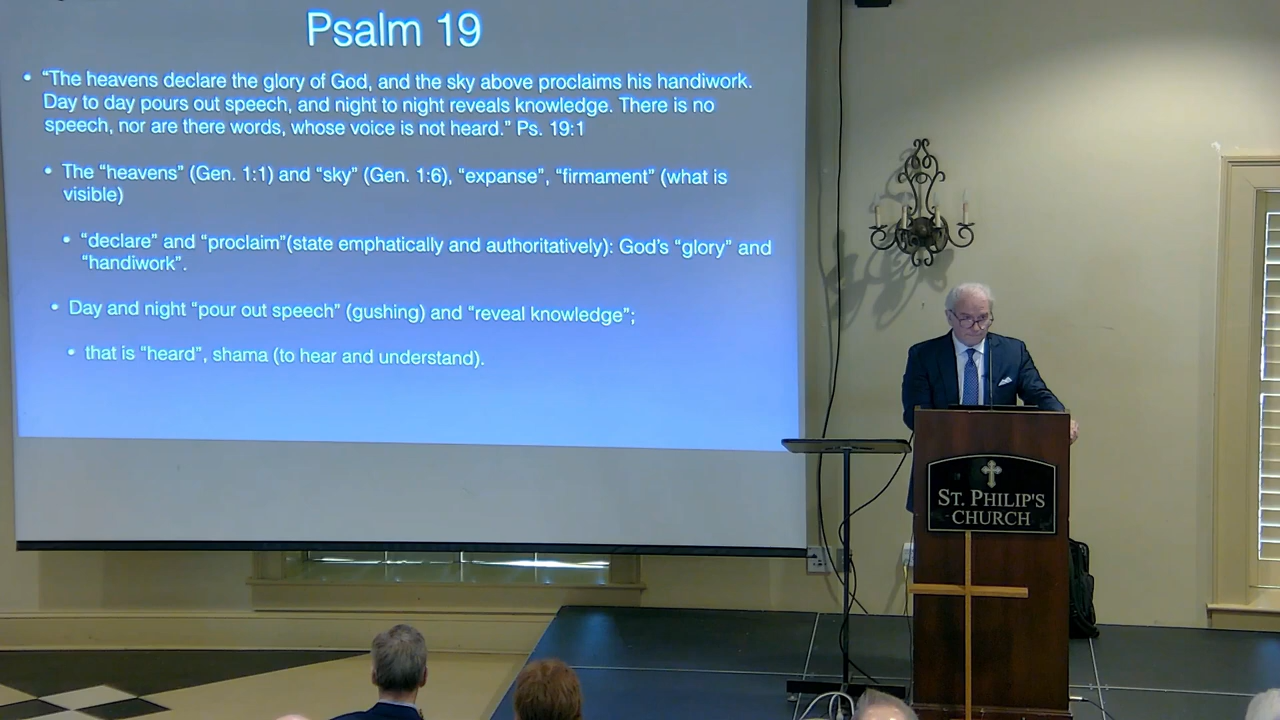 Psalm 19
• “The heavens declare the glory of God, and the sky above proclaims his handiwork.
Day to day pours out speech, and night to night reveals knowledge. There is no
speech, nor are there words, whose voice is not heard.” Ps. 19:1
• The “heavens” (Gen. 1:1) and “sky” (Gen. 1:6), “expanse”, “firmament” (what is
visible)
• “declare” and “proclaim”(state emphatically and authoritatively): God’s “glory” and
“handiwork”.
• Day and night “pour out speech” (gushing) and “reveal knowledge”;
• that is “heard”, shama (to hear and understand).
ST. PHILIP'S
CHURCH